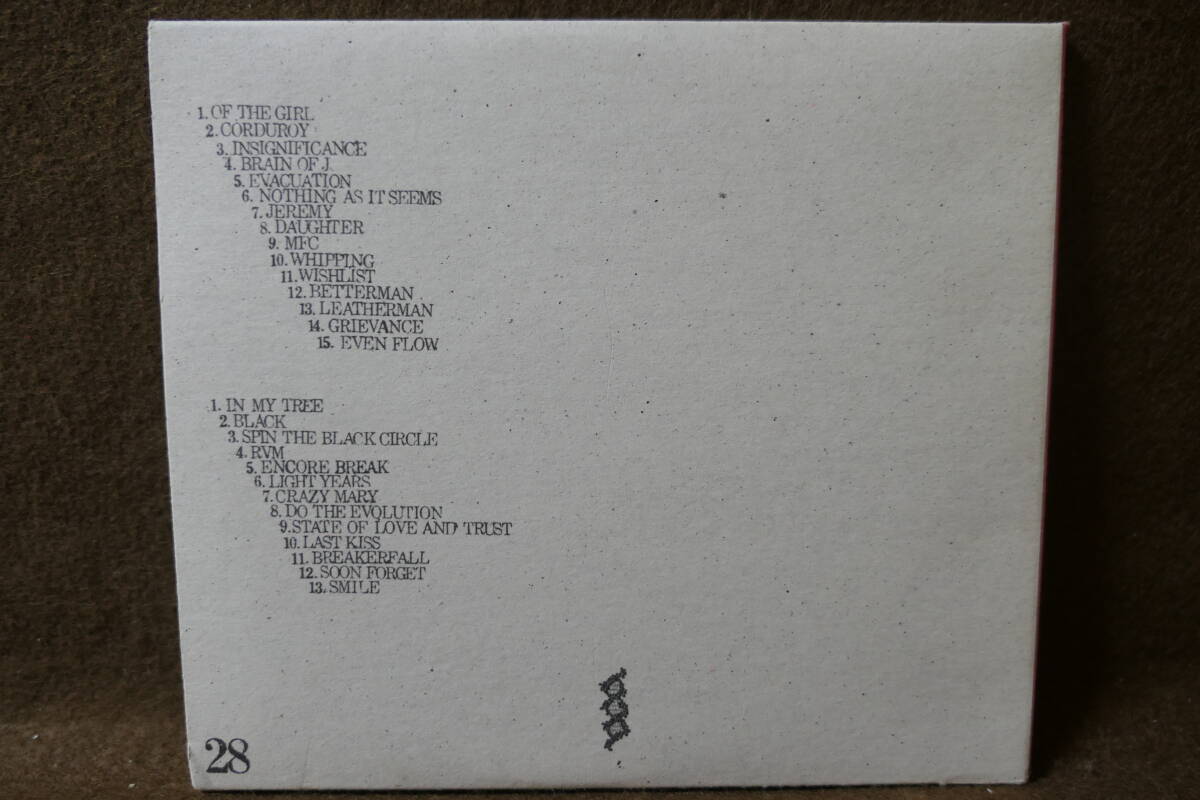 1. OF THE GIRL
2. CORDUROY
3. INSIGNIFICANCE
4. BRAIN OF J.
5. EVACUATION
6. NOTHING AS IT SEEMS
7. JEREMY
8. DAUGHTER
9. MFC
10. WHIPPING
11. WISHLIST
12. BETTERMAN
13. LEATHERMAN
14. GRIEVANCE
15. EVEN FLOW
1. IN MY TREE
2. BLACK
3. SPIN THE BLACK CIRCLE
4. RVM
5. ENCORE BREAK
6. LIGHT YEARS
7. CRAZY MARY
8. DO THE EVOLUTION
9. STATE OF LOVE AND TRUST
10. LAST KISS
11. BREAKERFALL
12. SOON FORGET
13. SMILE
28